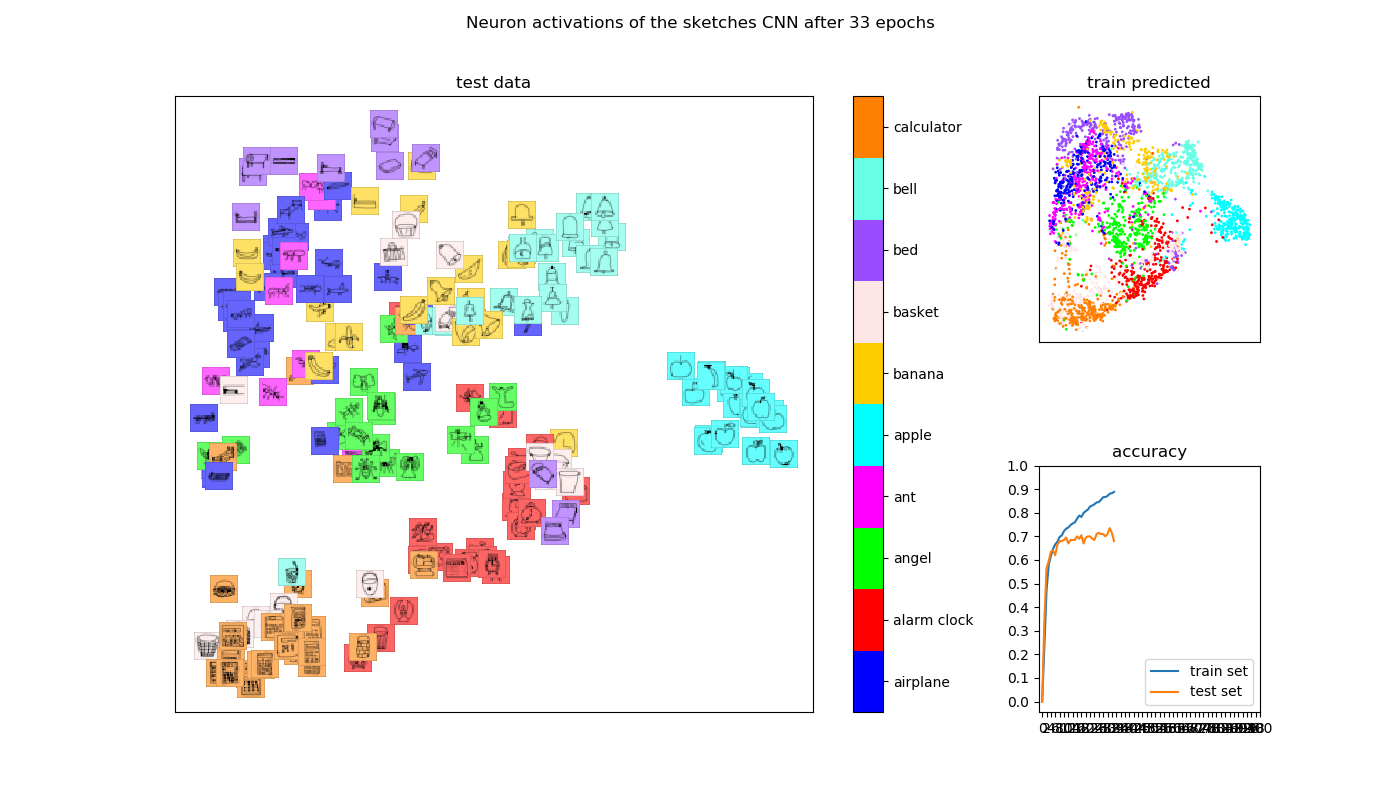 Neuron activations of the sketches CNN after 33 epochs
test data
calculator
bell
bed
basket
banana
apple
ant
angel
alarm clock
airplane
train predicted
accuracy
1.0
0.9
0.8
0.7
0.6
0.5
0.4
0.3
0.2
0.1
0.0
train set
test set